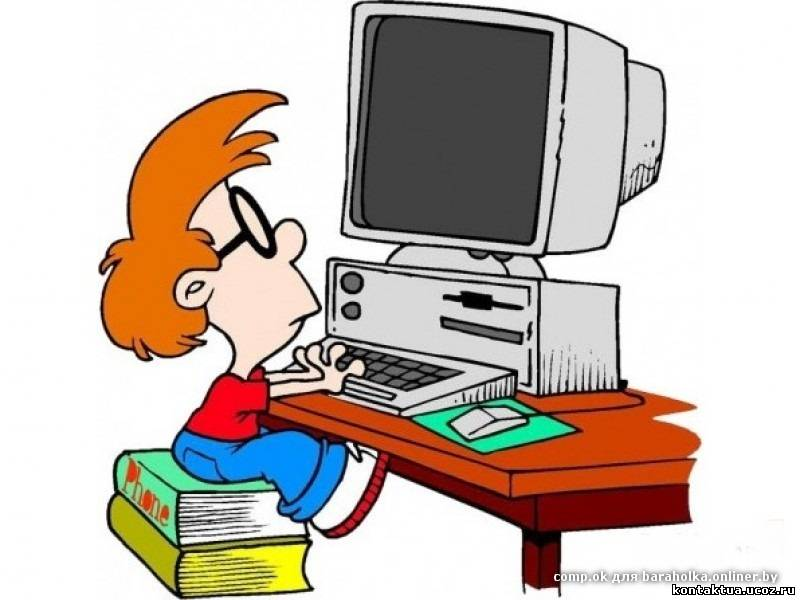 Phone
comp.ok для baraholka.onliner.by
kontaktua.ucoz.ru